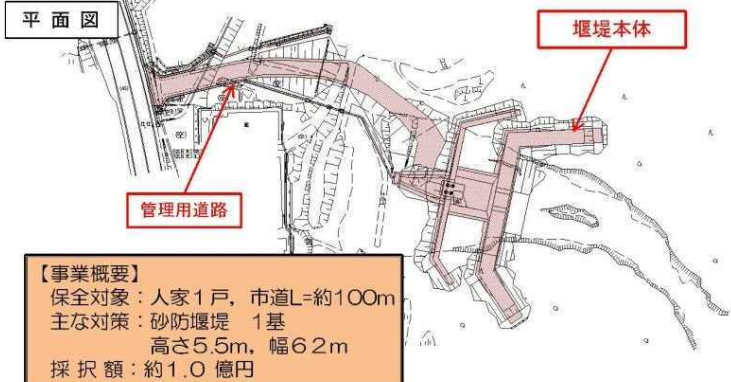 平面図
堰堤本体
管理用道路
【事業概要】
保全対象：人家1戸，市道L=約100m
主な対策：砂防堰堤　1基
高さ5.5m，幅62m
採択額：約1.0 億円